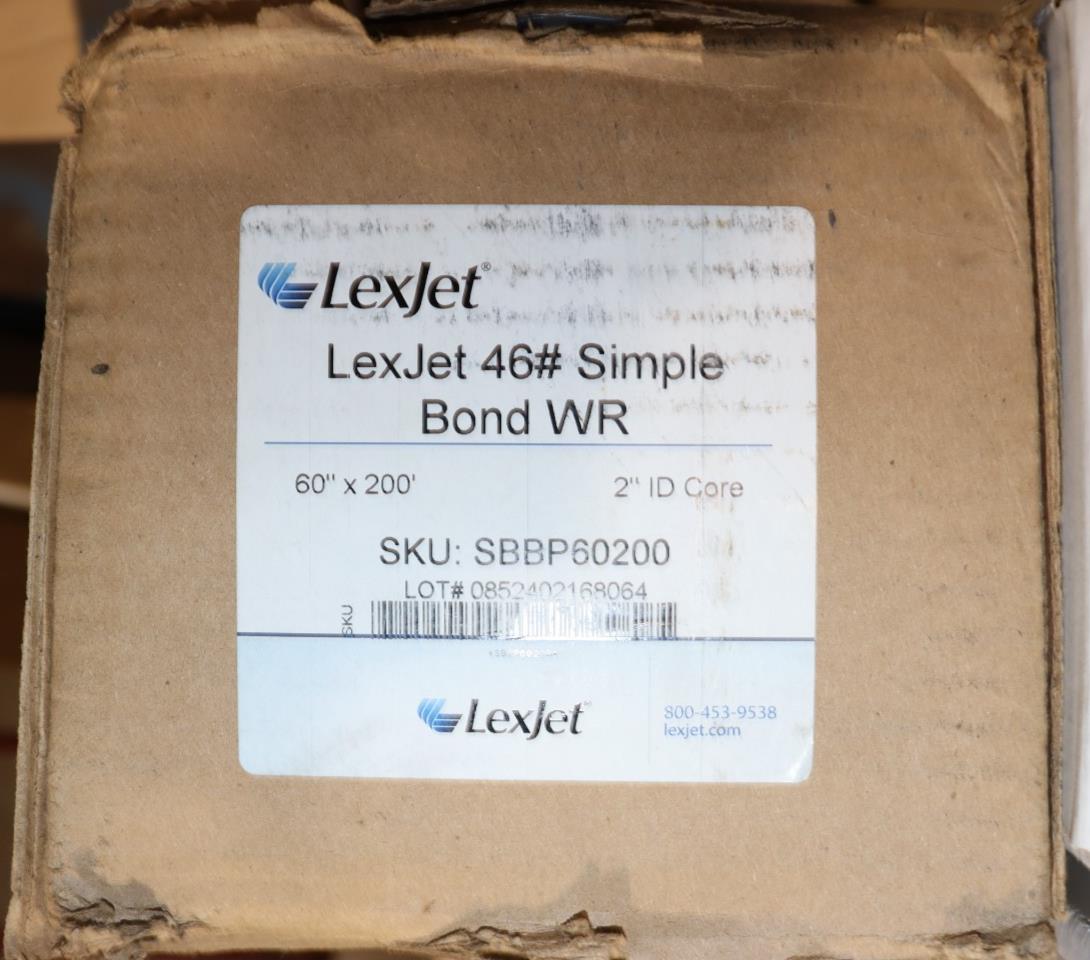 LexJet®
LexJet 46# Simple
Bond WR
60" x 200'
2" ID Core
SKU: SBBP60200
LOT# 0852402168064
SKU
LexJet
800-453-9538
lexjet.com